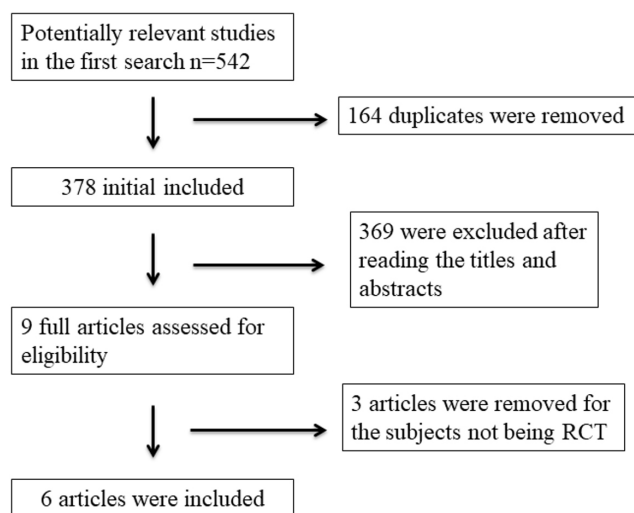 Potentially relevant studies
in the first search n=542
164 duplicates were removed
378 initial included
369 were excluded after
reading the titles and
abstracts
9 full articles assessed for
eligibility
3 articles were removed for
the subjects not being RCT
6 articles were included